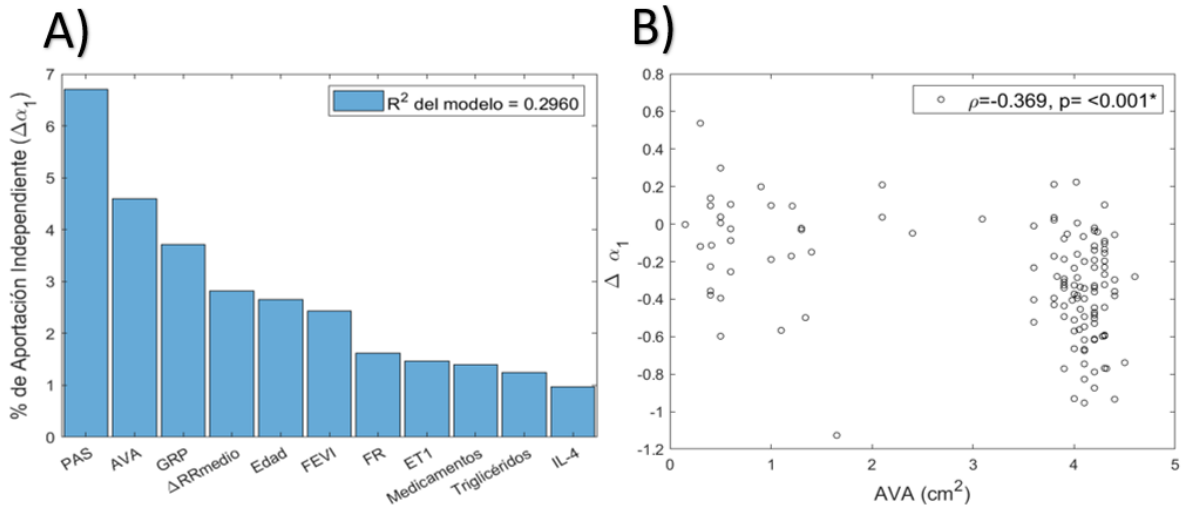 A)
% de Aportación Independiente (Δα₁)
7
6
5
4
3
2
1
0
R² del modelo = 0.2960
PAS
AVA
GRP
ΔRRmedio
Edad
FEVI
FR
ET1
Medicamentos
Triglicéridos
IL-4
B)
Δ α₁
0.8
0.6
0.4
0.2
0
-0.2
-0.4
-0.6
-0.8
-1
-1.2
ρ=-0.369, p= <0.001*
0 1 2 3 4 5
AVA (cm²)